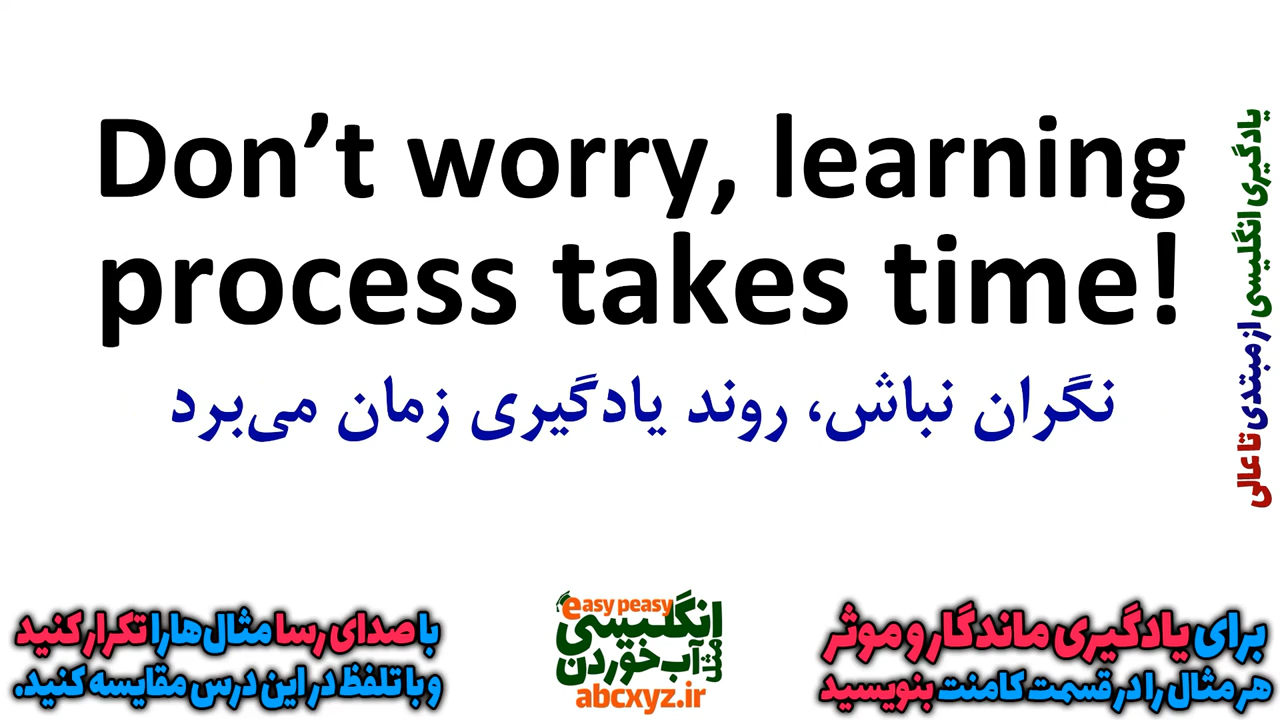 Don’t worry, learning
process takes time!
نگران نباش، روند یادگیری زمان می‌برد
یادگیری انگلیسی از مبتدی تا عالی
برای یادگیری ماندگار و موثر
هر مثال را در قسمت کامنت بنویسید
easy peasy
انگلیسی
مثل آب خوردن
abcxyz.ir
با صدای رسا مثال‌ها را تکرار کنید
و با تلفظ در این درس مقایسه کنید.